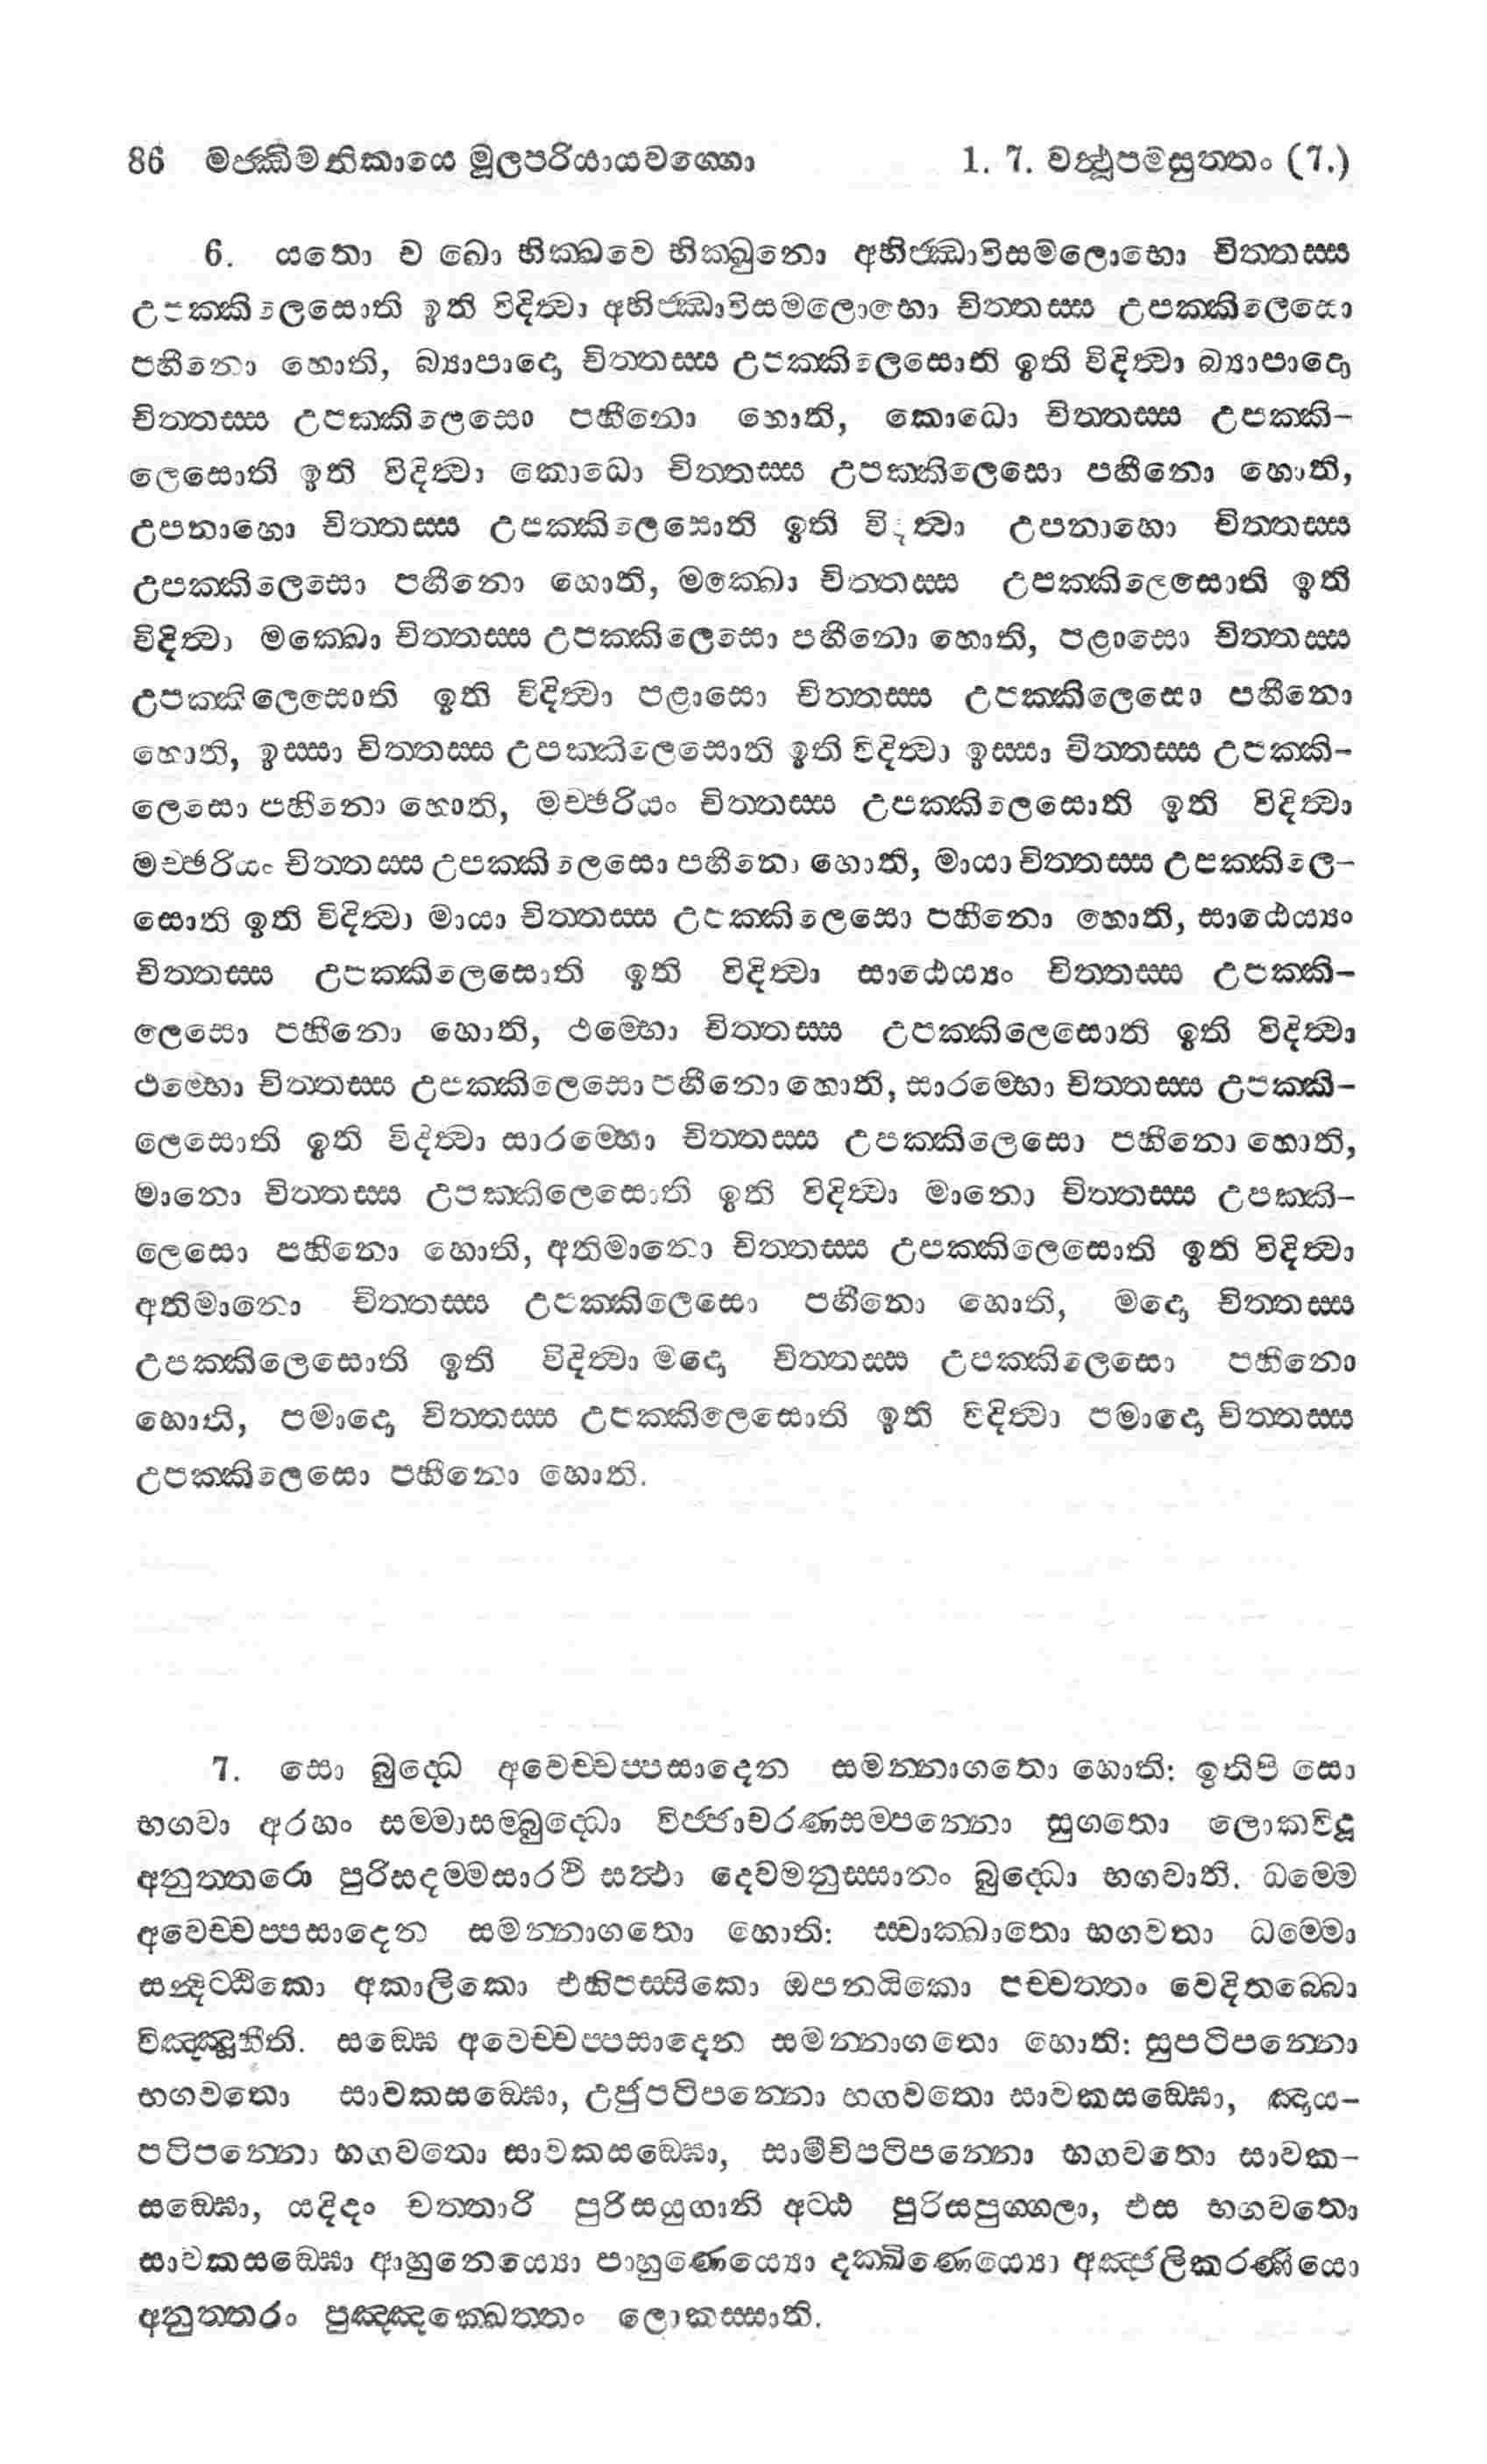 86 මජ්ඣිමනිකායෙ මූලපරියායවග්ගො 1. 7. වත්ථූපමසුත්තං (7.)
6. යතො ච ඛො භික්ඛවෙ භික්ඛුනො අභිජ්ඣාවිසමලොභො චිත්තස්ස
උපක්කිලෙසොති ඉති විදිත්වා අභිජ්ඣාවිසමලොභො චිත්තස්ස උපක්කිලෙසො
පහීනො හොති, බ්‍යාපාදො චිත්තස්ස උපක්කිලෙසොති ඉති විදිත්වා බ්‍යාපාදො
චිත්තස්ස උපක්කිලෙසො පහීනො හොති, කොධො චිත්තස්ස උපක්කි-
ලෙසොති ඉති විදිත්වා කොධො චිත්තස්ස උපක්කිලෙසො පහීනො හොති,
උපනාහො චිත්තස්ස උපක්කිලෙසොති ඉති විදිත්වා උපනාහො චිත්තස්ස
උපක්කිලෙසො පහීනො හොති, මක්ඛො චිත්තස්ස උපක්කිලෙසොති ඉති
විදිත්වා මක්ඛො චිත්තස්ස උපක්කිලෙසො පහීනො හොති, පළාසො චිත්තස්ස
උපක්කිලෙසොති ඉති විදිත්වා පළාසො චිත්තස්ස උපක්කිලෙසො පහීනො
හොති, ඉස්සා චිත්තස්ස උපක්කිලෙසොති ඉති විදිත්වා ඉස්සා චිත්තස්ස උපක්කි-
ලෙසො පහීනො හොති, මච්ඡරියං චිත්තස්ස උපක්කිලෙසොති ඉති විදිත්වා
මච්ඡරියං චිත්තස්ස උපක්කිලෙසො පහීනො හොති, මායා චිත්තස්ස උපක්කිලෙ-
සොති ඉති විදිත්වා මායා චිත්තස්ස උපක්කිලෙසො පහීනො හොති, සාඨෙය්‍යං
චිත්තස්ස උපක්කිලෙසොති ඉති විදිත්වා සාඨෙය්‍යං චිත්තස්ස උපක්කි-
ලෙසො පහීනො හොති, ථම්භො චිත්තස්ස උපක්කිලෙසොති ඉති විදිත්වා
ථම්භො චිත්තස්ස උපක්කිලෙසො පහීනො හොති, සාරම්භො චිත්තස්ස උපක්කි-
ලෙසොති ඉති විදිත්වා සාරම්භො චිත්තස්ස උපක්කිලෙසො පහීනො හොති,
මානො චිත්තස්ස උපක්කිලෙසොති ඉති විදිත්වා මානො චිත්තස්ස උපක්කි-
ලෙසො පහීනො හොති, අතිමානො චිත්තස්ස උපක්කිලෙසොති ඉති විදිත්වා
අතිමානො චිත්තස්ස උපක්කිලෙසො පහීනො හොති, මදො චිත්තස්ස
උපක්කිලෙසොති ඉති විදිත්වා මදො චිත්තස්ස උපක්කිලෙසො පහීනො
හොති, පමාදො චිත්තස්ස උපක්කිලෙසොති ඉති විදිත්වා පමාදො චිත්තස්ස
උපක්කිලෙසො පහීනො හොති.
7. සො බුද්ධෙ අවෙච්චප්පසාදෙන සමන්නාගතො හොති: ඉතිපි සො
භගවා අරහං සම්මාසම්බුද්ධො විජ්ජාචරණසම්පන්නො සුගතො ලොකවිදූ
අනුත්තරො පුරිසදම්මසාරථි සත්ථා දෙවමනුස්සානං බුද්ධො භගවාති. ධම්මෙ
අවෙච්චප්පසාදෙන සමන්නාගතො හොති: ස්වාක්ඛාතො භගවතා ධම්මො
සන්දිට්ඨිකො අකාලිකො එහිපස්සිකො ඔපනයිකො පච්චත්තං වෙදිතබ්බො
විඤ්ඤූහීති. සඞ්ඝෙ අවෙච්චප්පසාදෙන සමන්නාගතො හොති: සුපටිපන්නො
භගවතො සාවකසඞ්ඝො, උජුපටිපන්නො භගවතො සාවකසඞ්ඝො, ඤාය-
පටිපන්නො භගවතො සාවකසඞ්ඝො, සාමීචිපටිපන්නො භගවතො සාවක-
සඞ්ඝො, යදිදං චත්තාරි පුරිසයුගානි අට්ඨ පුරිසපුග්ගලා, එස භගවතො
සාවකසඞ්ඝො ආහුනෙය්‍යො පාහුණෙය්‍යො දක්ඛිණෙය්‍යො අඤ්ජලිකරණීයො
අනුත්තරං පුඤ්ඤක්ඛෙත්තං ලොකස්සාති.